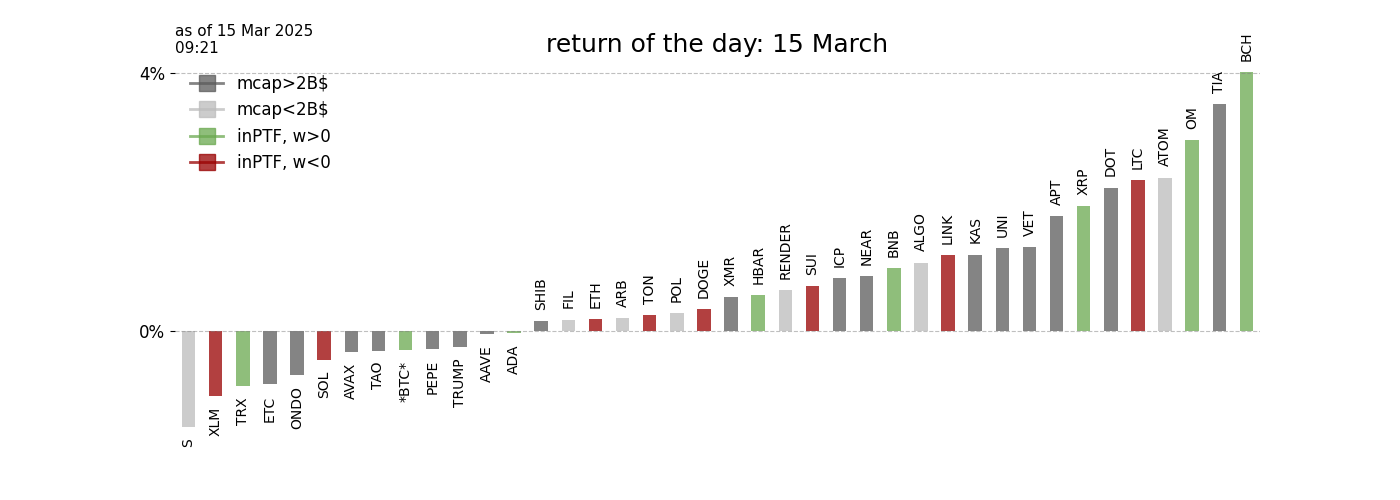 as of 15 Mar 2025
09:21
return of the day: 15 March
4%
0%
mcap>2B$
mcap<2B$
inPTF, w>0
inPTF, w<0
S
XLM
TRX
ETC
ONDO
SOL
AVAX
TAO
*BTC*
PEPE
TRUMP
AAVE
ADA
SHIB
FIL
ETH
ARB
TON
POL
DOGE
XMR
HBAR
RENDER
SUI
ICP
NEAR
BNB
ALGO
LINK
KAS
UNI
VET
APT
XRP
DOT
LTC
ATOM
OM
TIA
BCH